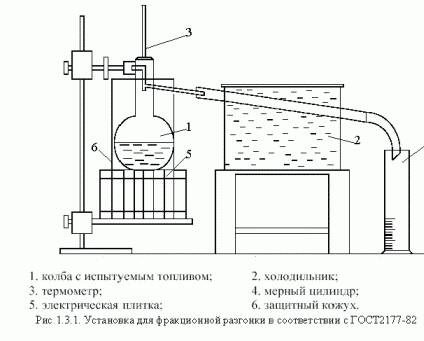 3
1
2
6
5
1. колба с испытуемым топливом; 2. холодильник;
3. термометр; 4. мерный цилиндр;
5. электрическая плитка; 6. защитный кожух.
Рис 1.3.1. Установка для фракционной разгонки в соответствии с ГОСТ2177-82